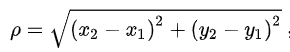 ρ = √((x₂ − x₁)² + (y₂ − y₁)²) ,